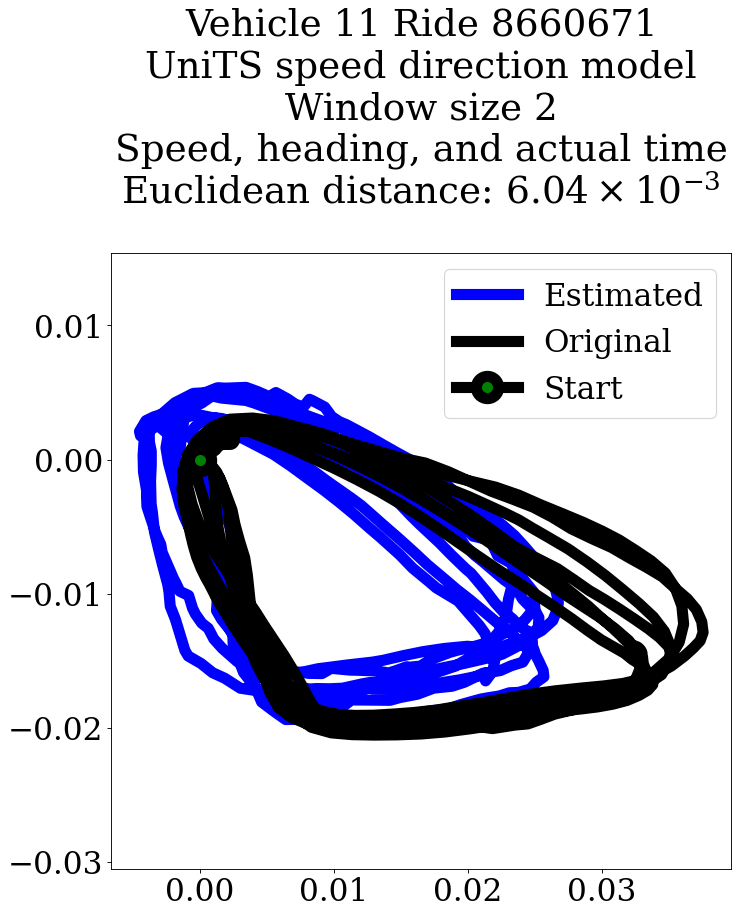 Vehicle 11 Ride 8660671
UniTS speed direction model
Window size 2
Speed, heading, and actual time
Euclidean distance: 6.04 × 10⁻³
Estimated
Original
Start
0.01
0.00
−0.01
−0.02
−0.03
0.00 0.01 0.02 0.03